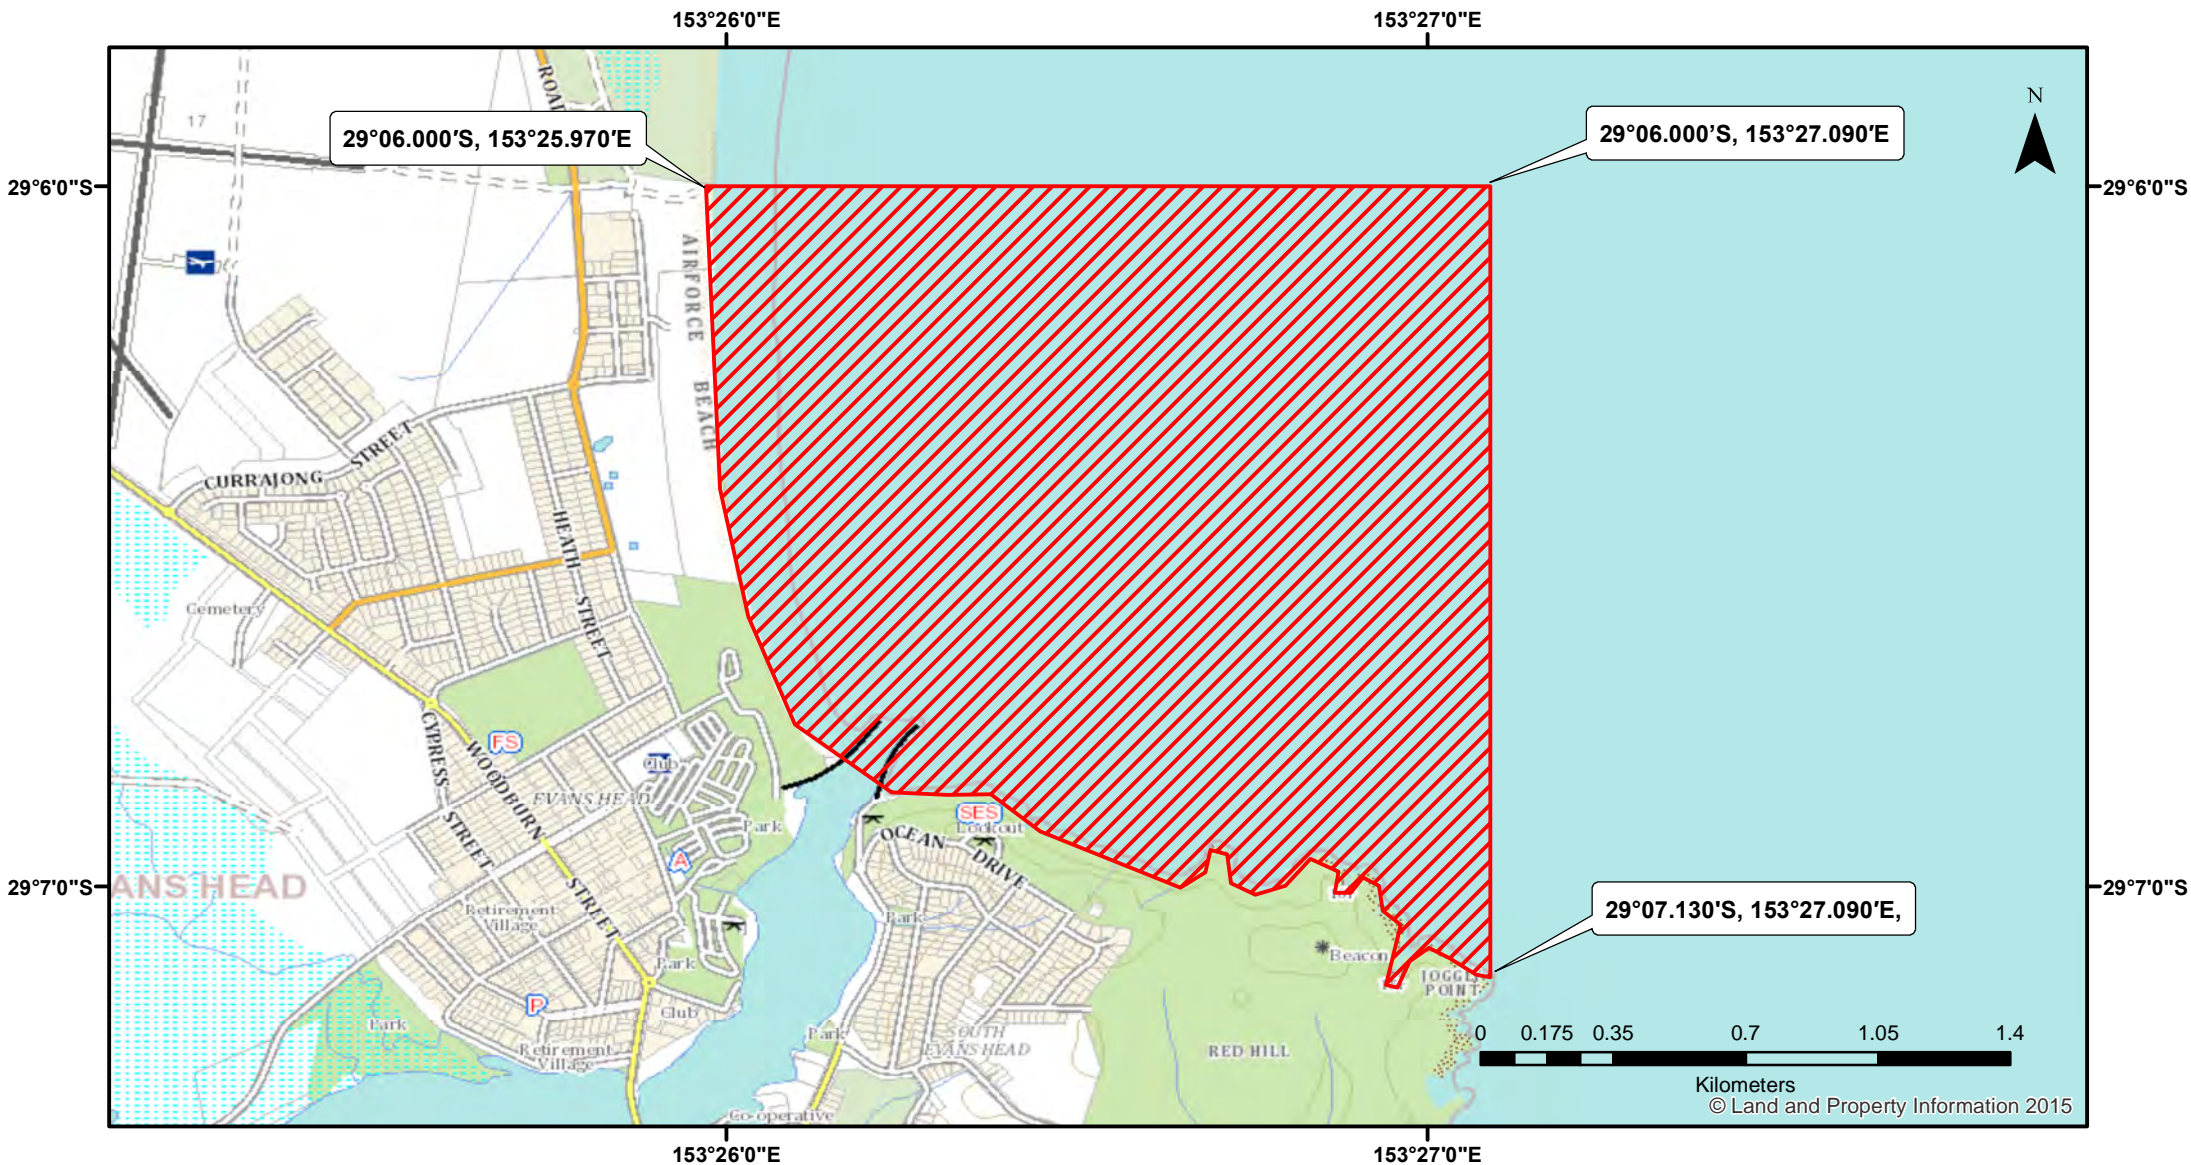 153°26'0"E
153°27'0"E
N
ROAD
17
29°06.000'S, 153°25.970'E
29°06.000’S, 153°27.090'E
29°6'0"S
29°6'0"S
AIRFORCE
BEACH
STREET
CURRAJONG
HEATH
STREET
Cemetery
CYPRESS
STREET
FS
WOODBURN
STREET
Club
EVANS HEAD
Park
SES
Lookout
OCEAN
DRIVE
A
29°7'0"S
29°7'0"S
ANS HEAD
29°07.130'S, 153°27.090'E,
Retirement
Village
Park
Beacon
Park
JOGGLY
POINT
P
Club
Park
Park
SOUTH
EVANS HEAD
RED HILL
Retirement
Village
0 0.175 0.35 0.7 1.05 1.4
Kilometers
© Land and Property Information 2015
Co-operative
153°26'0"E
153°27'0"E